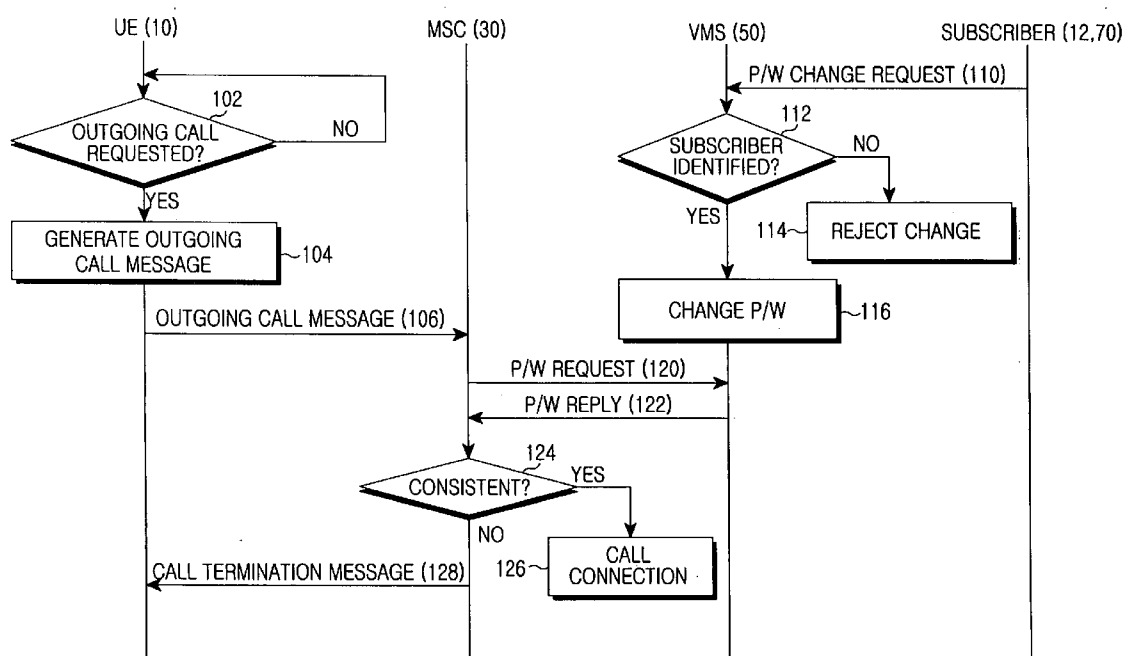 UE (10)
MSC (30)
VMS (50)
SUBSCRIBER (12,70)
P/W CHANGE REQUEST (110)
102
OUTGOING CALL
REQUESTED?
NO
YES
112
SUBSCRIBER
IDENTIFIED?
NO
YES
GENERATE OUTGOING
CALL MESSAGE
104
114
REJECT CHANGE
CHANGE P/W
116
OUTGOING CALL MESSAGE (106)
P/W REQUEST (120)
P/W REPLY (122)
124
CONSISTENT?
YES
NO
126
CALL
CONNECTION
CALL TERMINATION MESSAGE (128)